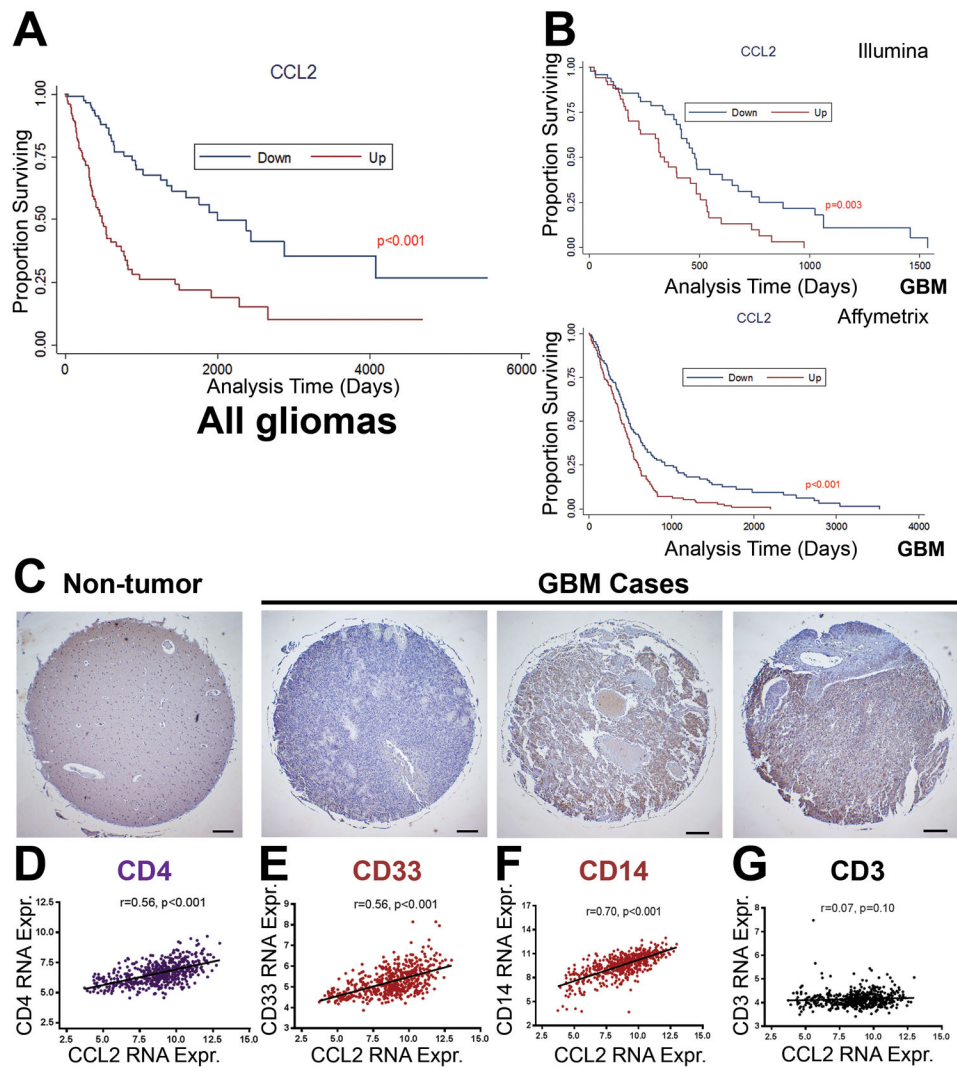 A
CCL2
Proportion Surviving
1.00
0.75
0.50
0.25
0.00
Down
Up
p<0.001
0
2000
4000
6000
Analysis Time (Days)
All gliomas
B
CCL2
Illumina
Proportion Surviving
1.00
0.75
0.50
0.25
0.00
Down
Up
p=0.003
0
500
1000
1500
Analysis Time (Days)
GBM
CCL2
Affymetrix
Proportion Surviving
1.00
0.75
0.50
0.25
0.00
Down
Up
p<0.001
0
1000
2000
3000
4000
Analysis Time (Days)
GBM
C
Non-tumor
GBM Cases
D
CD4
r=0.56, p<0.001
CD4 RNA Expr.
12.5
10.0
7.5
5.0
2.5
2.5
5.0
7.5
10.0
12.5
15.0
CCL2 RNA Expr.
E
CD33
r=0.56, p<0.001
CD33 RNA Expr.
9
8
7
6
5
4
3
2.5
5.0
7.5
10.0
12.5
15.0
CCL2 RNA Expr.
F
CD14
r=0.70, p<0.001
CD14 RNA Expr.
17
15
13
11
9
7
5
2
2.5
5.0
7.5
10.0
12.5
15.0
CCL2 RNA Expr.
G
CD3
r=0.07, p=0.10
CD3 RNA Expr.
8
7
6
5
4
3
2.5
5.0
7.5
10.0
12.5
15.0
CCL2 RNA Expr.